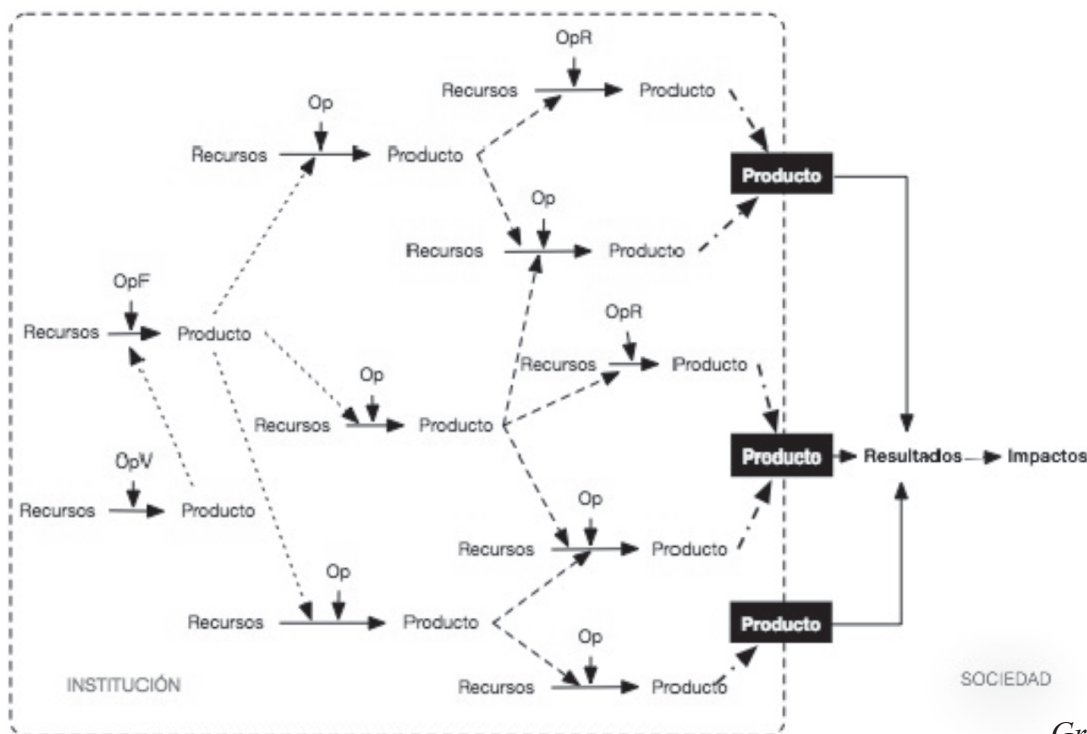 OpR
Recursos Producto
Op
Recursos Producto
Producto
Op
Recursos Producto
OpF
Recursos Producto
OpR
Recursos Producto
Op
Recursos Producto
Producto Resultados Impactos
OpV
Recursos Producto
Op
Recursos Producto
Op
Recursos Producto
Producto
Op
Recursos Producto
INSTITUCIÓN
SOCIEDAD
Gr